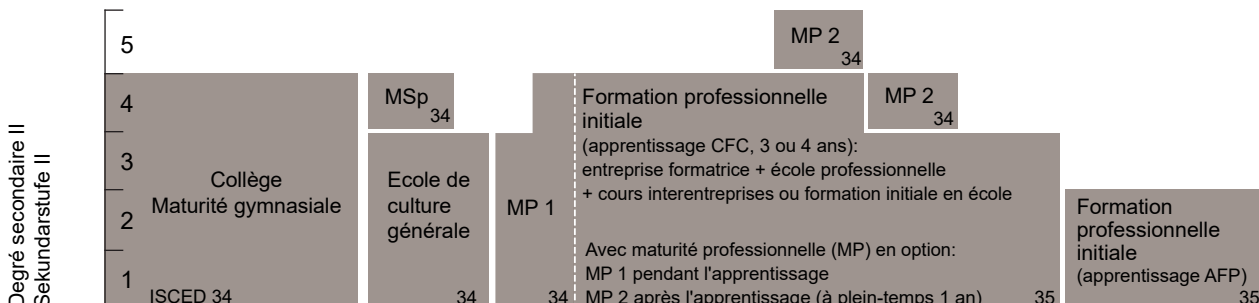 Degré secondaire II
Sekundarstufe II
5
4
3
2
1
MP 2
34
MSp
34
MP 2
34
Collège
Maturité gymnasiale
ISCED 34
Ecole de
culture
générale
34
MP 1
34
Formation professionnelle
initiale
(apprentissage CFC, 3 ou 4 ans):
entreprise formatrice + école professionnelle
+ cours interentreprises ou formation initiale en école
Avec maturité professionnelle (MP) en option:
MP 1 pendant l'apprentissage
MP 2 après l'apprentissage (à plein-temps 1 an)
35
Formation
professionnelle
initiale
(apprentissage AFP)
35